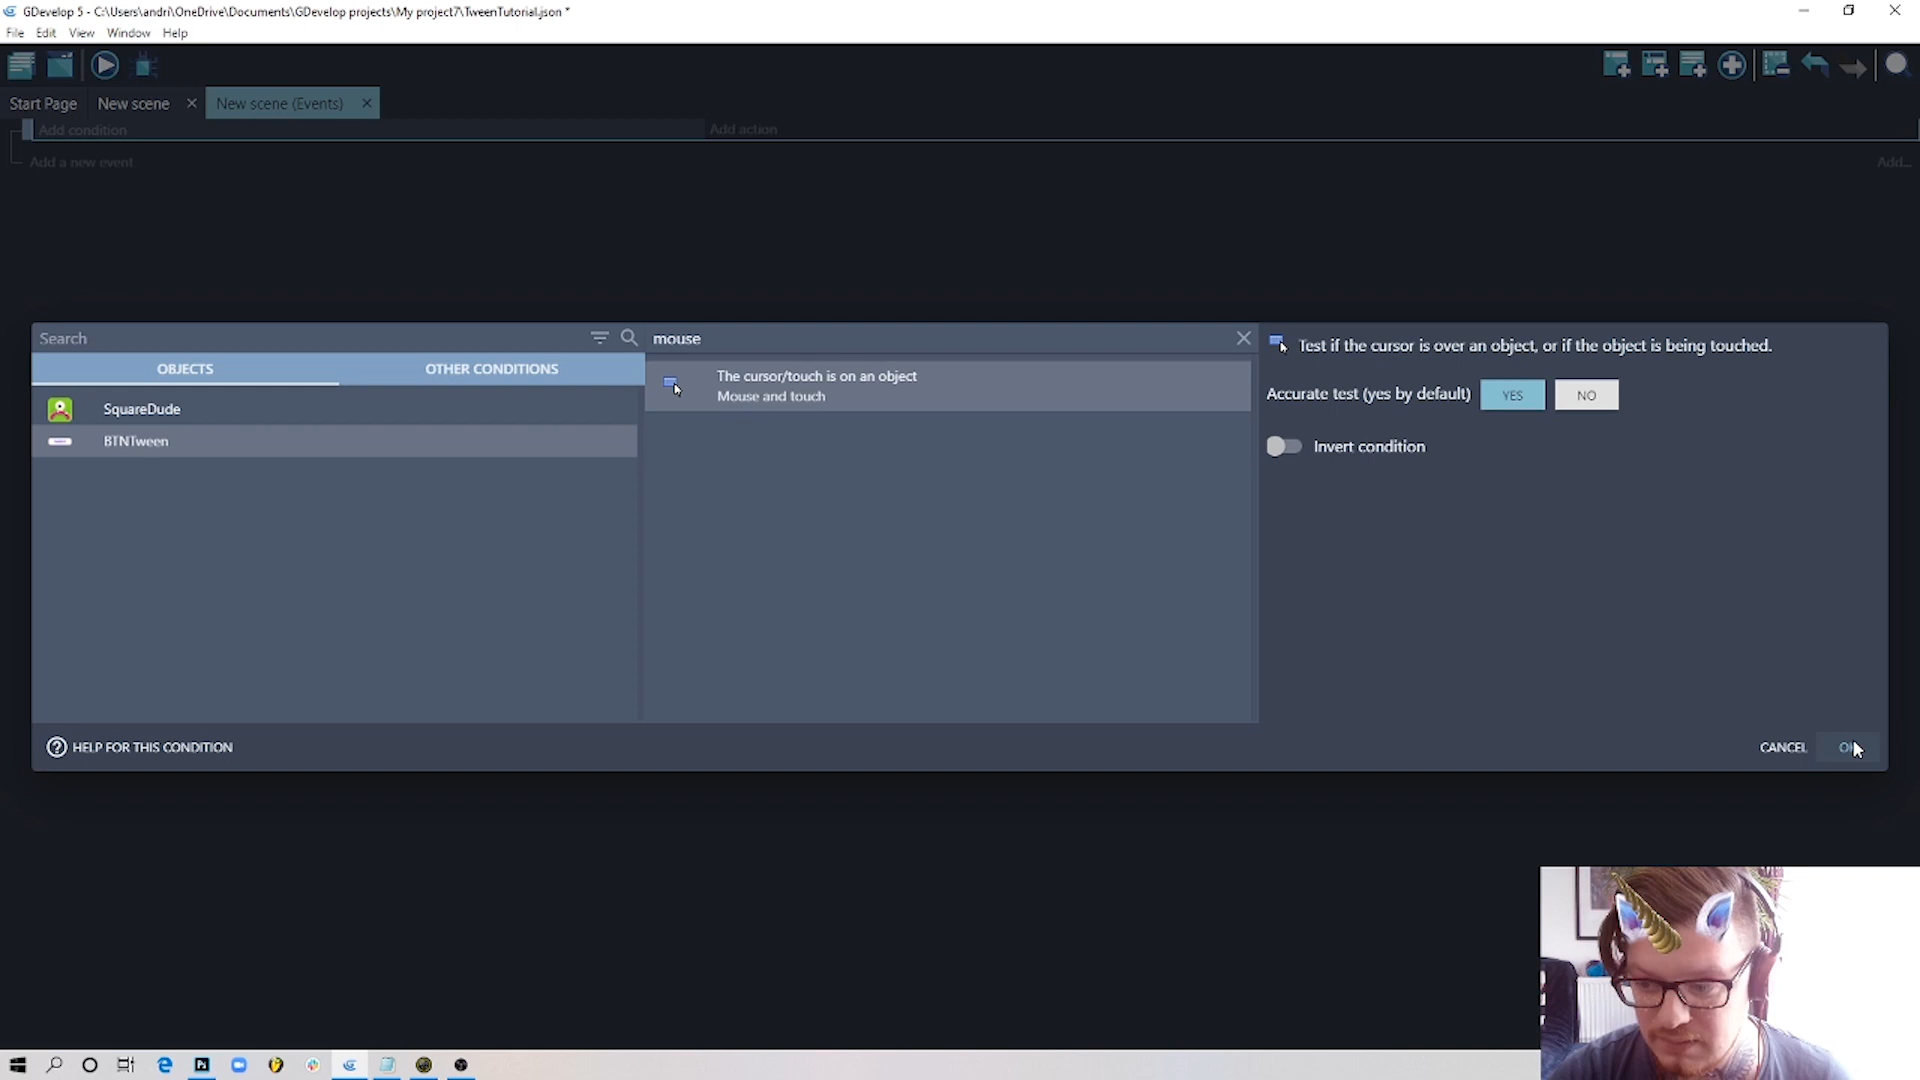 GDevelop 5 - C:\Users\andri\OneDrive\Documents\GDevelop projects\My project7\TweenTutorial.json *
File Edit View Window Help
Start Page New scene × New scene (Events) ×
Add condition Add action
Add a new event Add...
Search mouse
OBJECTS OTHER CONDITIONS
SquareDude
BTNTween
The cursor/touch is on an object
Mouse and touch
Test if the cursor is over an object, or if the object is being touched.
Accurate test (yes by default) YES NO
Invert condition
HELP FOR THIS CONDITION
CANCEL